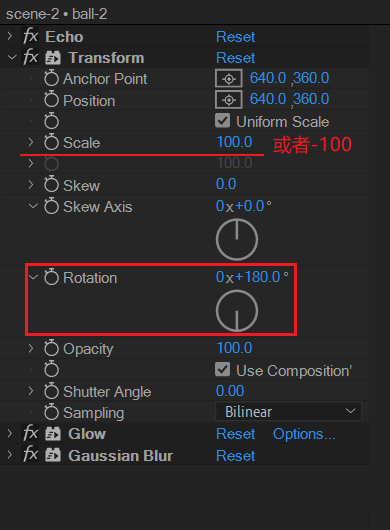 scene-2 • ball-2
fx Echo Reset
fx Transform Reset
Anchor Point 640.0 ,360.0
Position 640.0 ,360.0
Uniform Scale
Scale 100.0 或者-100
100.0
Skew 0.0
Skew Axis 0x+0.0°
Rotation 0x+180.0°
Opacity 100.0
Use Composition'
Shutter Angle 0.00
Sampling Bilinear
fx Glow Reset Options...
fx Gaussian Blur Reset